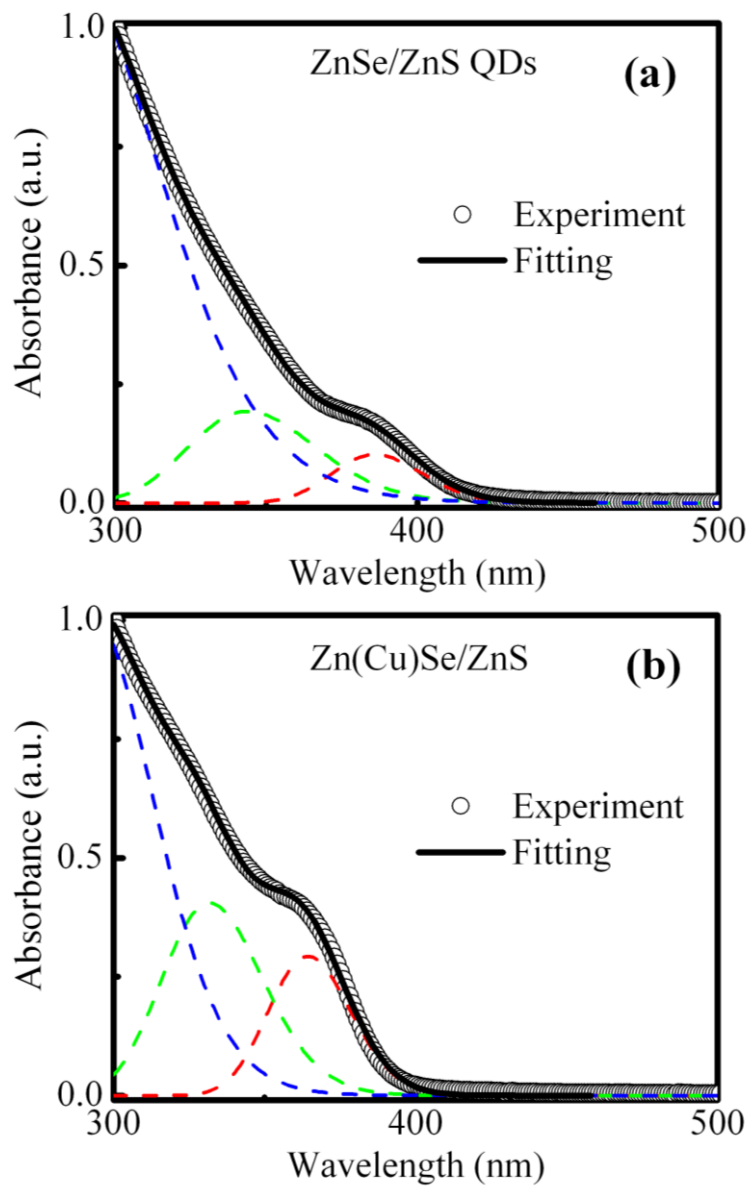 1.0
ZnSe/ZnS QDs
(a)
Absorbance (a.u.)
Experiment
0.5
Fitting
0.0
300
400
500
Wavelength (nm)
1.0
Zn(Cu)Se/ZnS
(b)
Absorbance (a.u.)
Experiment
0.5
Fitting
0.0
300
400
500
Wavelength (nm)